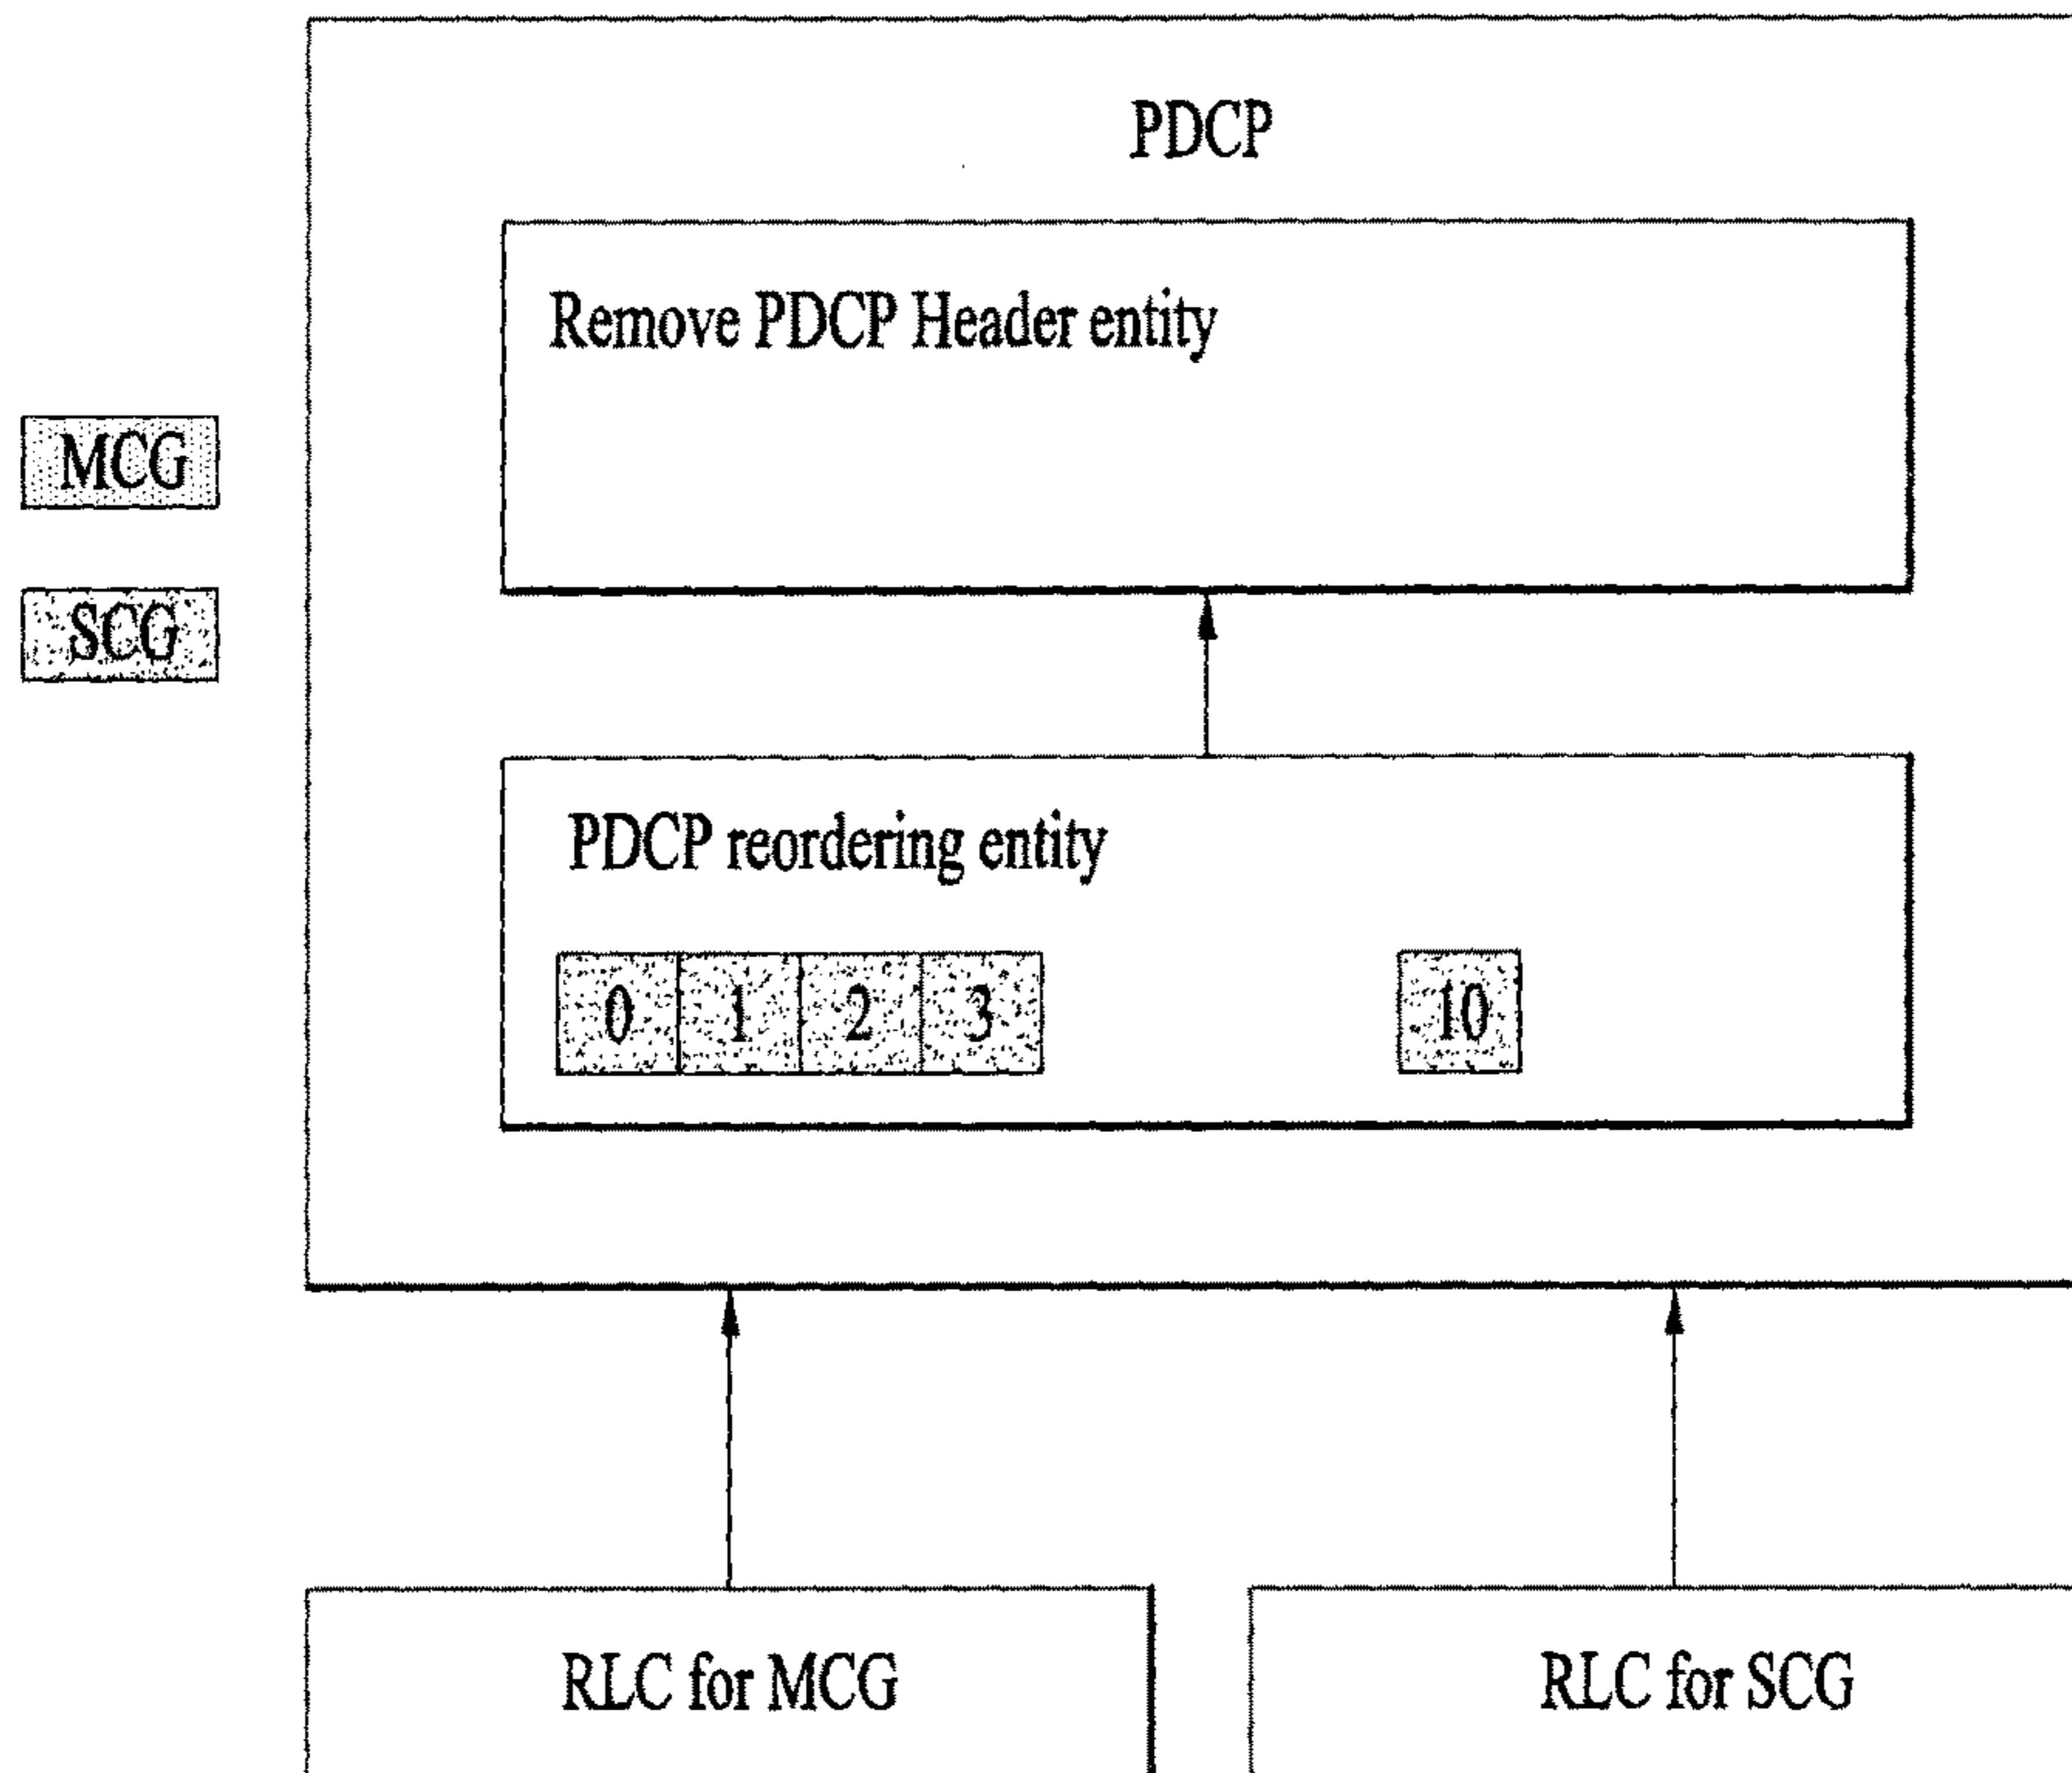 PDCP
Remove PDCP Header entity
MCG
SCG
PDCP reordering entity
0 1 2 3 10
RLC for MCG
RLC for SCG